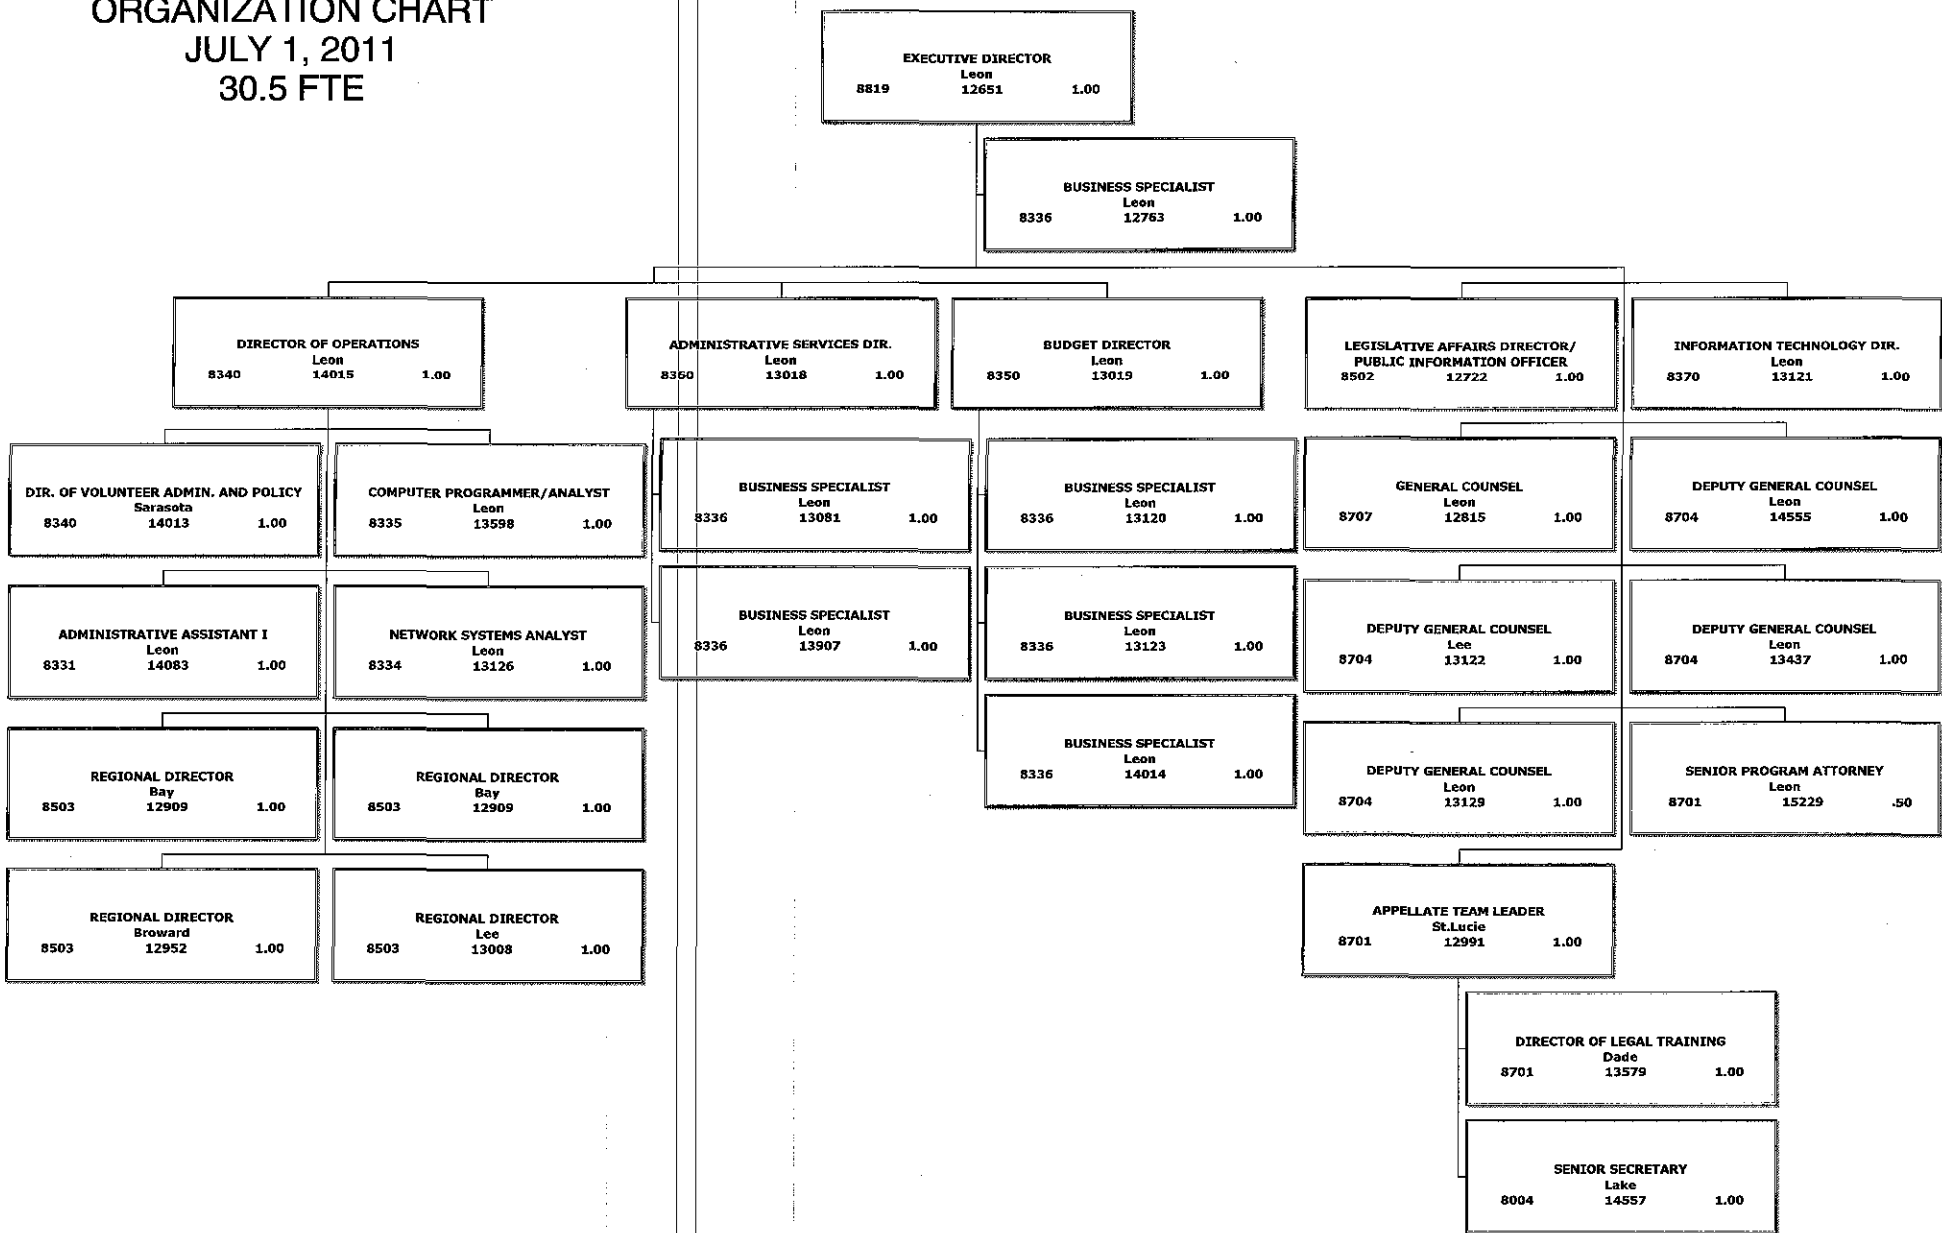 ORGANIZATION CHART
JULY 1, 2011
30.5 FTE
EXECUTIVE DIRECTOR
Leon
8819 12651 1.00
BUSINESS SPECIALIST
Leon
8336 12763 1.00
DIRECTOR OF OPERATIONS
Leon
8340 14015 1.00
ADMINISTRATIVE SERVICES DIR.
Leon
8360 13018 1.00
BUDGET DIRECTOR
Leon
8350 13019 1.00
LEGISLATIVE AFFAIRS DIRECTOR/
PUBLIC INFORMATION OFFICER
8502 12722 1.00
INFORMATION TECHNOLOGY DIR.
Leon
8370 13121 1.00
DIR. OF VOLUNTEER ADMIN. AND POLICY
Sarasota
8340 14013 1.00
COMPUTER PROGRAMMER/ANALYST
Leon
8335 13598 1.00
BUSINESS SPECIALIST
Leon
8336 13081 1.00
BUSINESS SPECIALIST
Leon
8336 13120 1.00
GENERAL COUNSEL
Leon
8707 12815 1.00
DEPUTY GENERAL COUNSEL
Leon
8704 14555 1.00
ADMINISTRATIVE ASSISTANT I
Leon
8331 14083 1.00
NETWORK SYSTEMS ANALYST
Leon
8334 13126 1.00
BUSINESS SPECIALIST
Leon
8336 13907 1.00
BUSINESS SPECIALIST
Leon
8336 13123 1.00
DEPUTY GENERAL COUNSEL
Lee
8704 13122 1.00
DEPUTY GENERAL COUNSEL
Leon
8704 13437 1.00
REGIONAL DIRECTOR
Bay
8503 12909 1.00
REGIONAL DIRECTOR
Bay
8503 12909 1.00
BUSINESS SPECIALIST
Leon
8336 14014 1.00
DEPUTY GENERAL COUNSEL
Leon
8704 13129 1.00
SENIOR PROGRAM ATTORNEY
Leon
8701 15229 .50
REGIONAL DIRECTOR
Broward
8503 12952 1.00
REGIONAL DIRECTOR
Lee
8503 13008 1.00
APPELLATE TEAM LEADER
St.Lucie
8701 12991 1.00
DIRECTOR OF LEGAL TRAINING
Dade
8701 13579 1.00
SENIOR SECRETARY
Lake
8004 14557 1.00